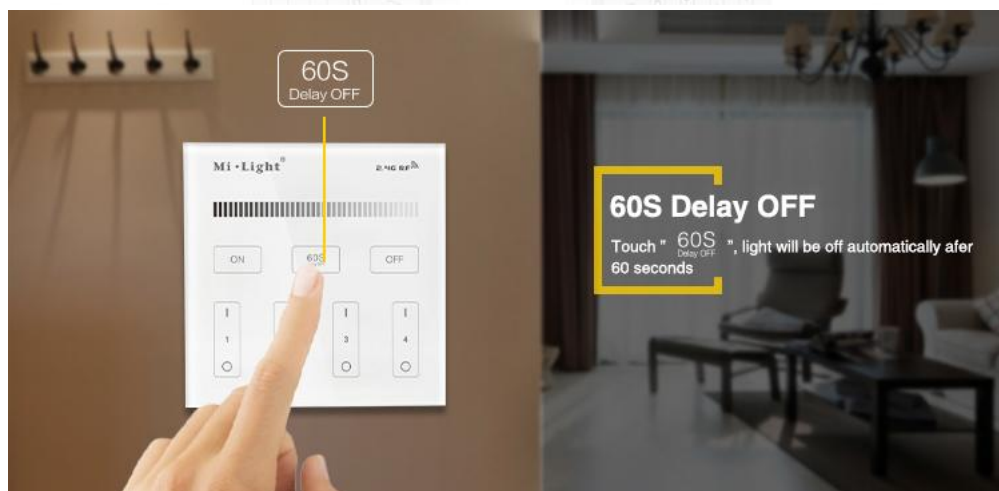 60S
Delay OFF
Mi·Light® 2.4G RF
ON 60S OFF
1 3 4
60S Delay OFF
Touch " 60S Delay OFF ", light will be off automatically afer
60 seconds